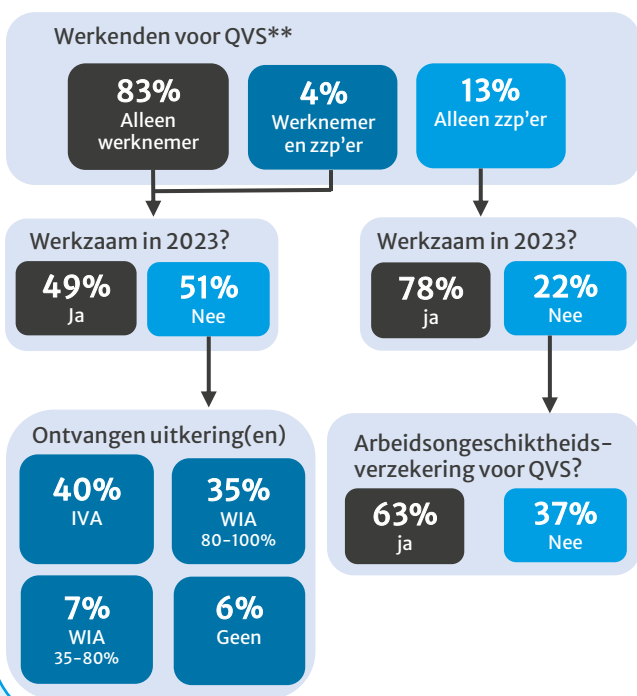 Werkenden voor QVS**
83%
Alleen
werknemer
4%
Werknemer
en zzp'er
13%
Alleen zzp'er
Werkzaam in 2023?
49%
Ja
51%
Nee
Werkzaam in 2023?
78%
ja
22%
Nee
Ontvangen uitkering(en)
40%
IVA
35%
WIA
80-100%
7%
WIA
35-80%
6%
Geen
Arbeidsongeschiktheids-
verzekering voor QVS?
63%
ja
37%
Nee